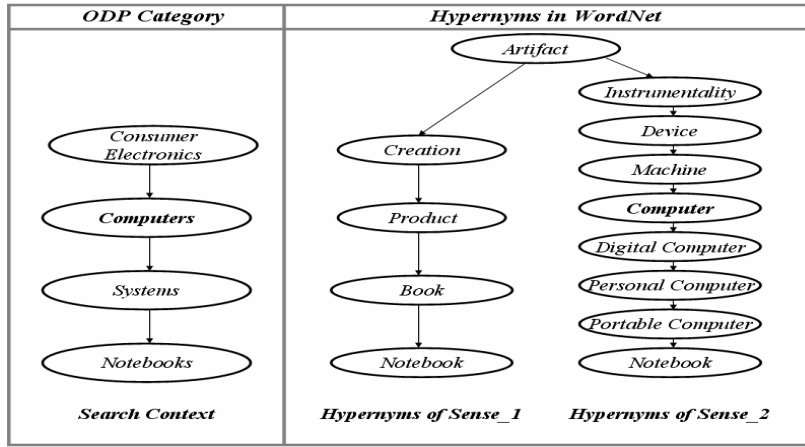 ODP Category
Hypernyms in WordNet
Consumer
Electronics
Computers
Systems
Notebooks
Search Context
Artifact
Creation
Product
Book
Notebook
Hypernyms of Sense_1
Instrumentality
Device
Machine
Computer
Digital Computer
Personal Computer
Portable Computer
Notebook
Hypernyms of Sense_2